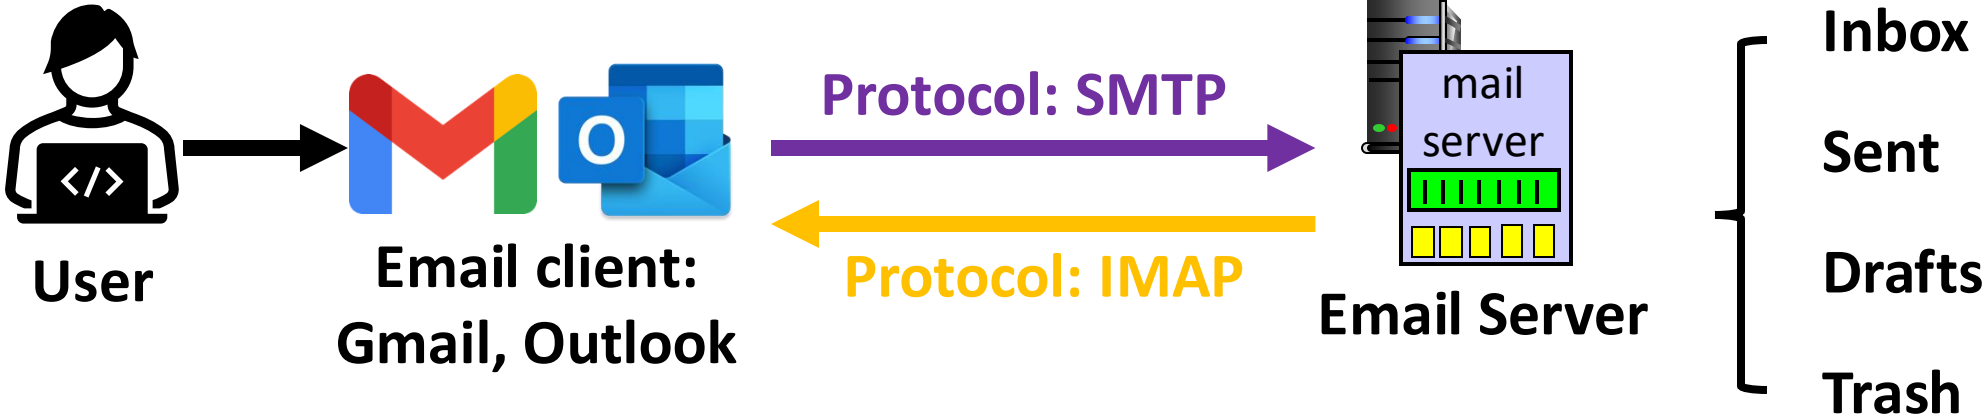 User
</>
Email client:
Gmail, Outlook
O
Protocol: SMTP
Protocol: IMAP
mail
server
Email Server
Inbox
Sent
Drafts
Trash